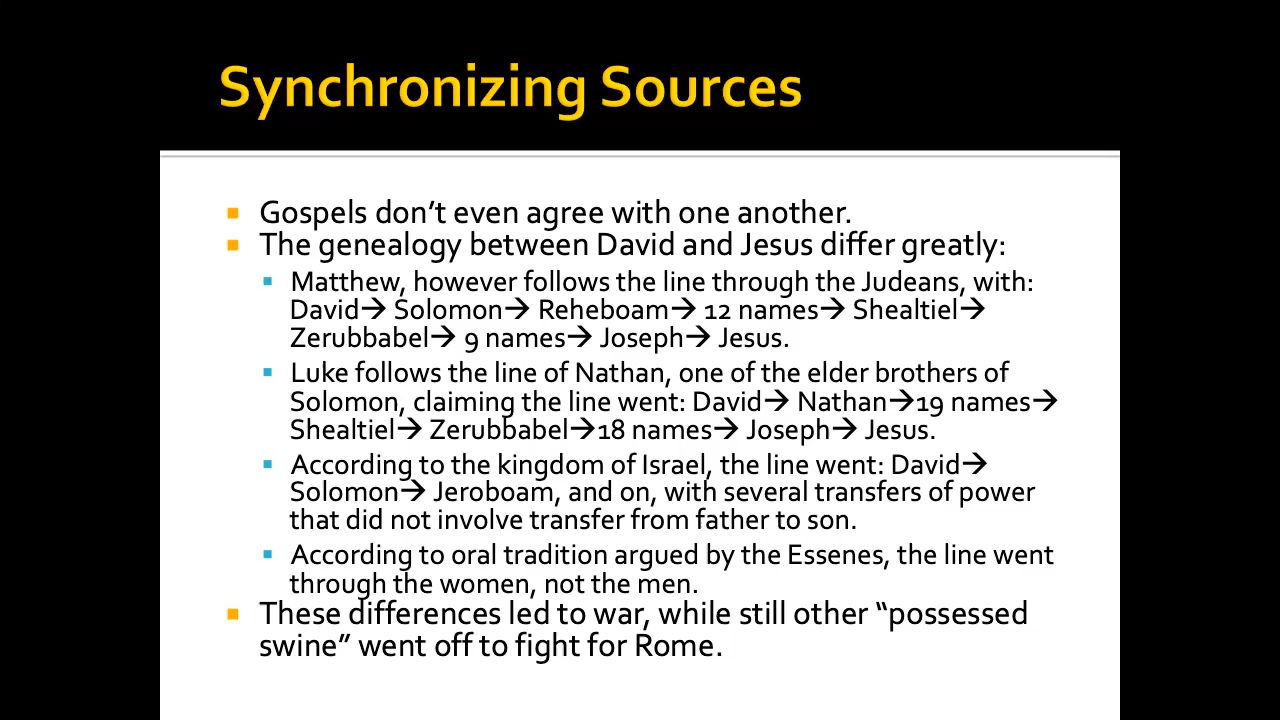 Synchronizing Sources
Gospels don't even agree with one another.
The genealogy between David and Jesus differ greatly:
Matthew, however follows the line through the Judeans, with:
David→ Solomon→ Reheboam→ 12 names→ Shealtiel→
Zerubbabel→ 9 names→ Joseph→ Jesus.
Luke follows the line of Nathan, one of the elder brothers of
Solomon, claiming the line went: David→ Nathan→19 names→
Shealtiel→ Zerubbabel→18 names→ Joseph→ Jesus.
According to the kingdom of Israel, the line went: David→
Solomon→ Jeroboam, and on, with several transfers of power
that did not involve transfer from father to son.
According to oral tradition argued by the Essenes, the line went
through the women, not the men.
These differences led to war, while still other “possessed
swine” went off to fight for Rome.